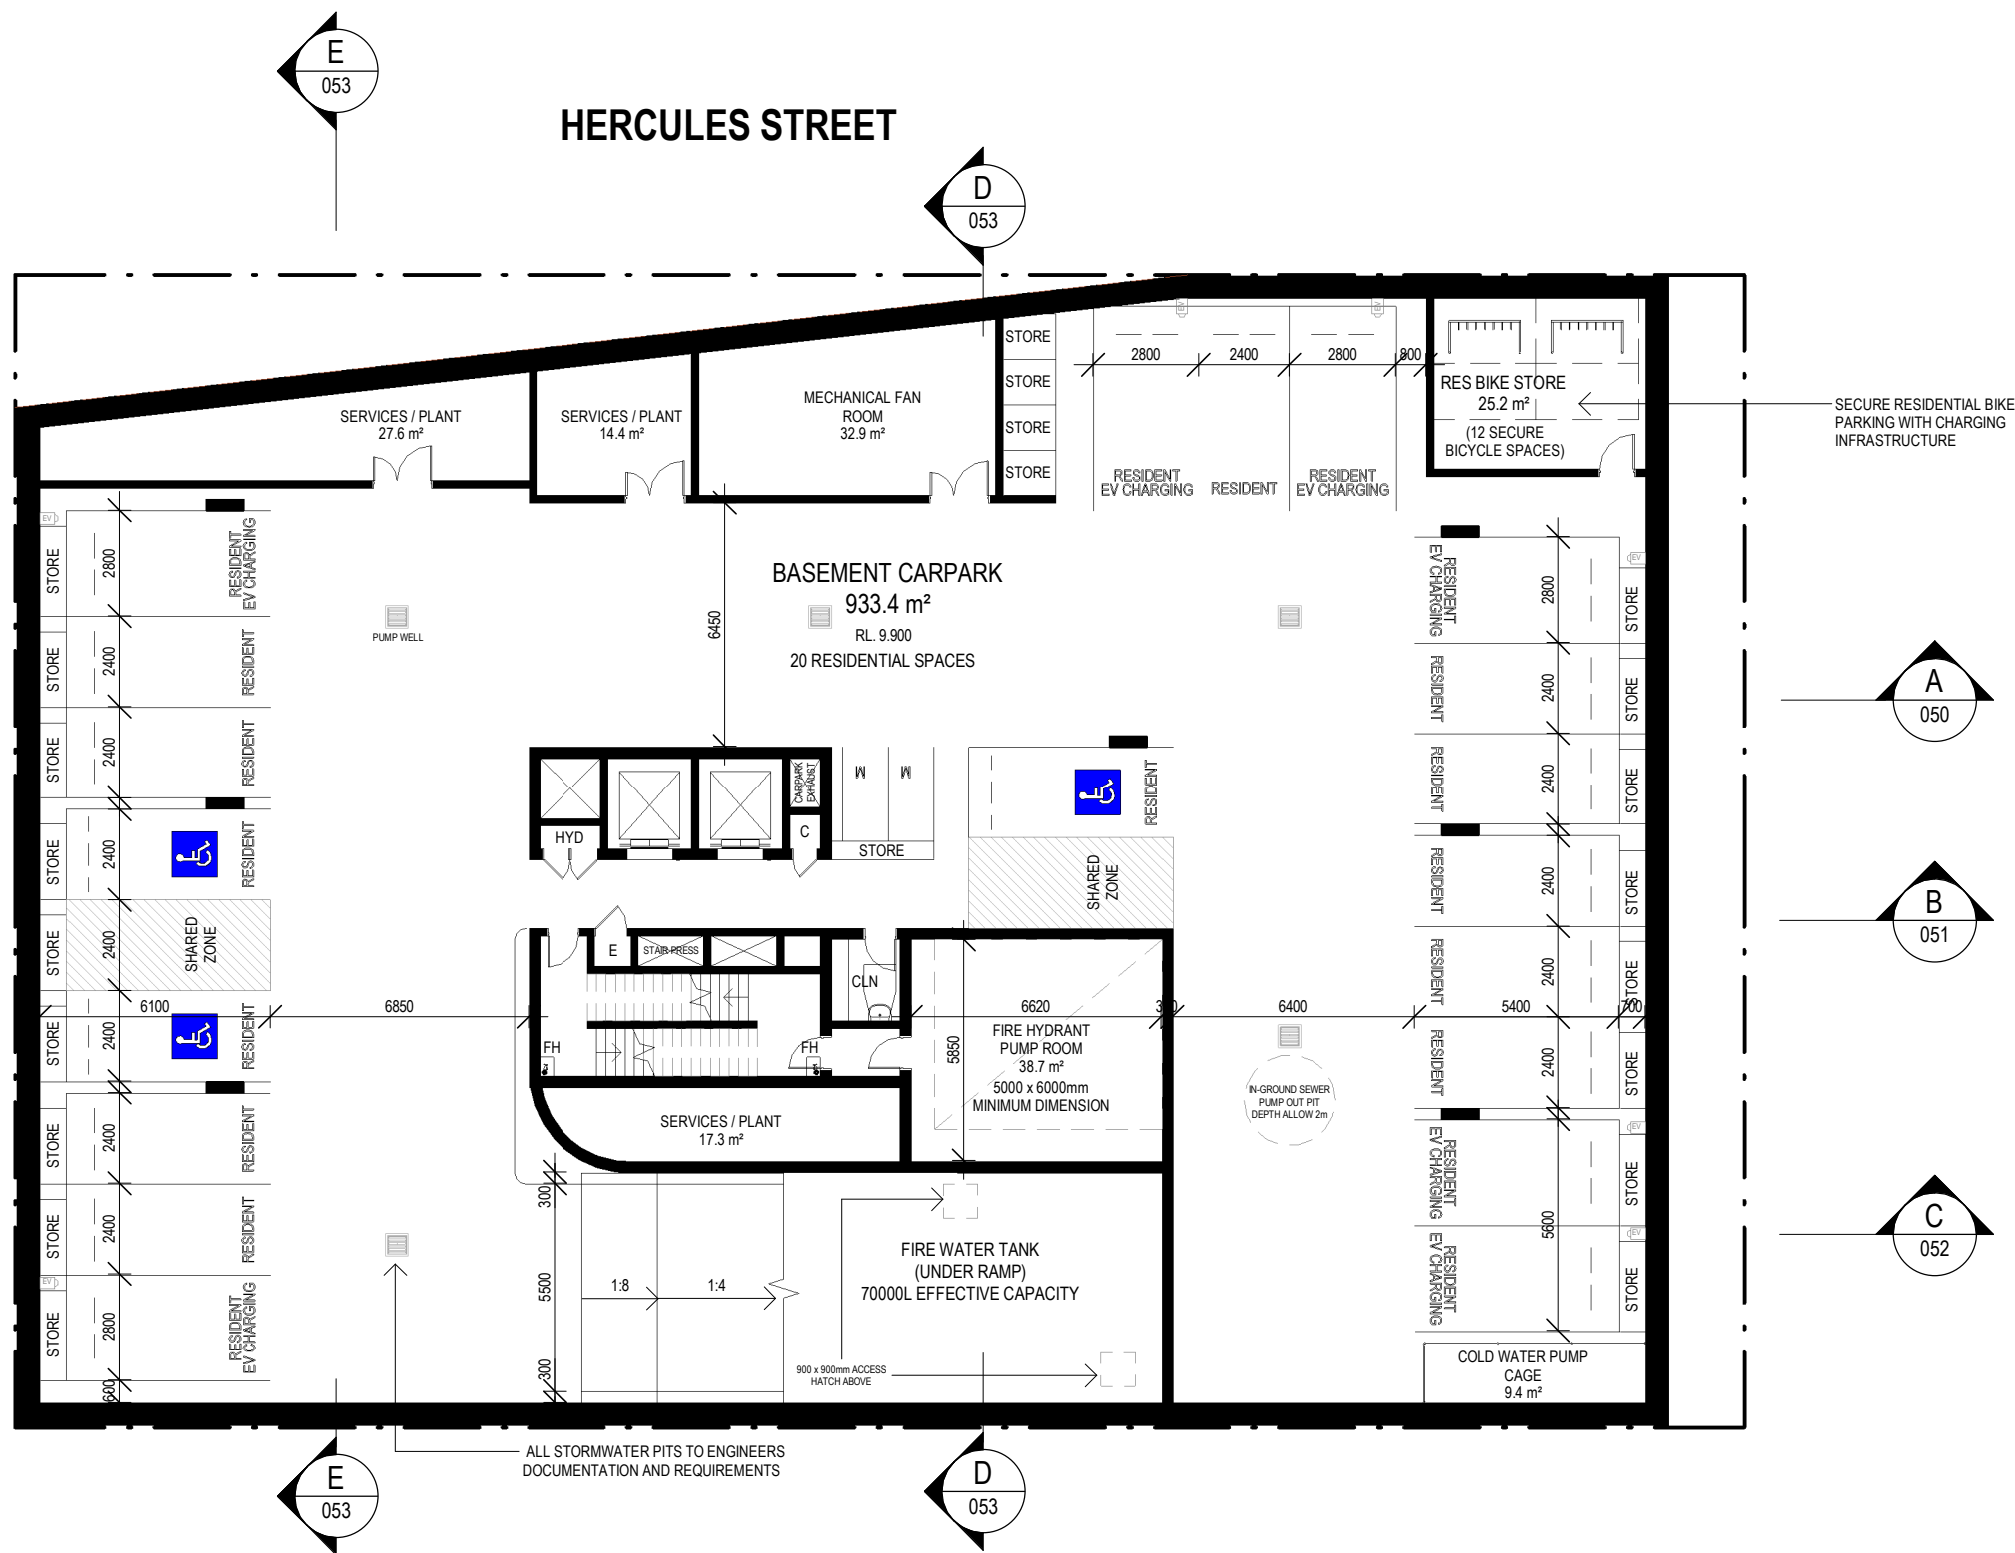 E
053
HERCULES STREET
D
053
STORE
STORE
STORE
STORE
2800
2400
2800
800
EV
EV
RESIDENT
EV CHARGING
RESIDENT
RESIDENT
EV CHARGING
RES BIKE STORE
25.2 m²
(12 SECURE
BICYCLE SPACES)
SECURE RESIDENTIAL BIKE
PARKING WITH CHARGING
INFRASTRUCTURE
SERVICES / PLANT
27.6 m²
SERVICES / PLANT
14.4 m²
MECHANICAL FAN
ROOM
32.9 m²
BASEMENT CARPARK
933.4 m²
RL. 9.900
20 RESIDENTIAL SPACES
6450
PUMP WELL
EV
STORE
2800
RESIDENT
EV CHARGING
STORE
2400
RESIDENT
STORE
2400
RESIDENT
STORE
2400
RESIDENT
STORE
2400
SHARED
ZONE
STORE
2400
RESIDENT
6100
6850
STORE
2400
RESIDENT
STORE
2400
RESIDENT
EV
STORE
2800
RESIDENT
EV CHARGING
600
HYD
CARPARK
EXHAUST
C
M
M
STORE
RESIDENT
SHARED
ZONE
E
STAIR PRESS
CLN
FH
FH
6620
5850
FIRE HYDRANT
PUMP ROOM
38.7 m²
5000 x 6000mm
MINIMUM DIMENSION
6400
5400
700
SERVICES / PLANT
17.3 m²
IN-GROUND SEWER
PUMP OUT PIT
DEPTH ALLOW 2m
300
5500
300
1:8
1:4
FIRE WATER TANK
(UNDER RAMP)
70000L EFFECTIVE CAPACITY
900 x 900mm ACCESS
HATCH ABOVE
RESIDENT
EV CHARGING
2800
EV
STORE
RESIDENT
2400
STORE
RESIDENT
2400
STORE
RESIDENT
2400
STORE
RESIDENT
2400
STORE
RESIDENT
2400
STORE
RESIDENT
EV CHARGING
EV
STORE
5600
RESIDENT
EV CHARGING
EV
STORE
COLD WATER PUMP
CAGE
9.4 m²
A
050
B
051
C
052
ALL STORMWATER PITS TO ENGINEERS
DOCUMENTATION AND REQUIREMENTS
E
053
D
053